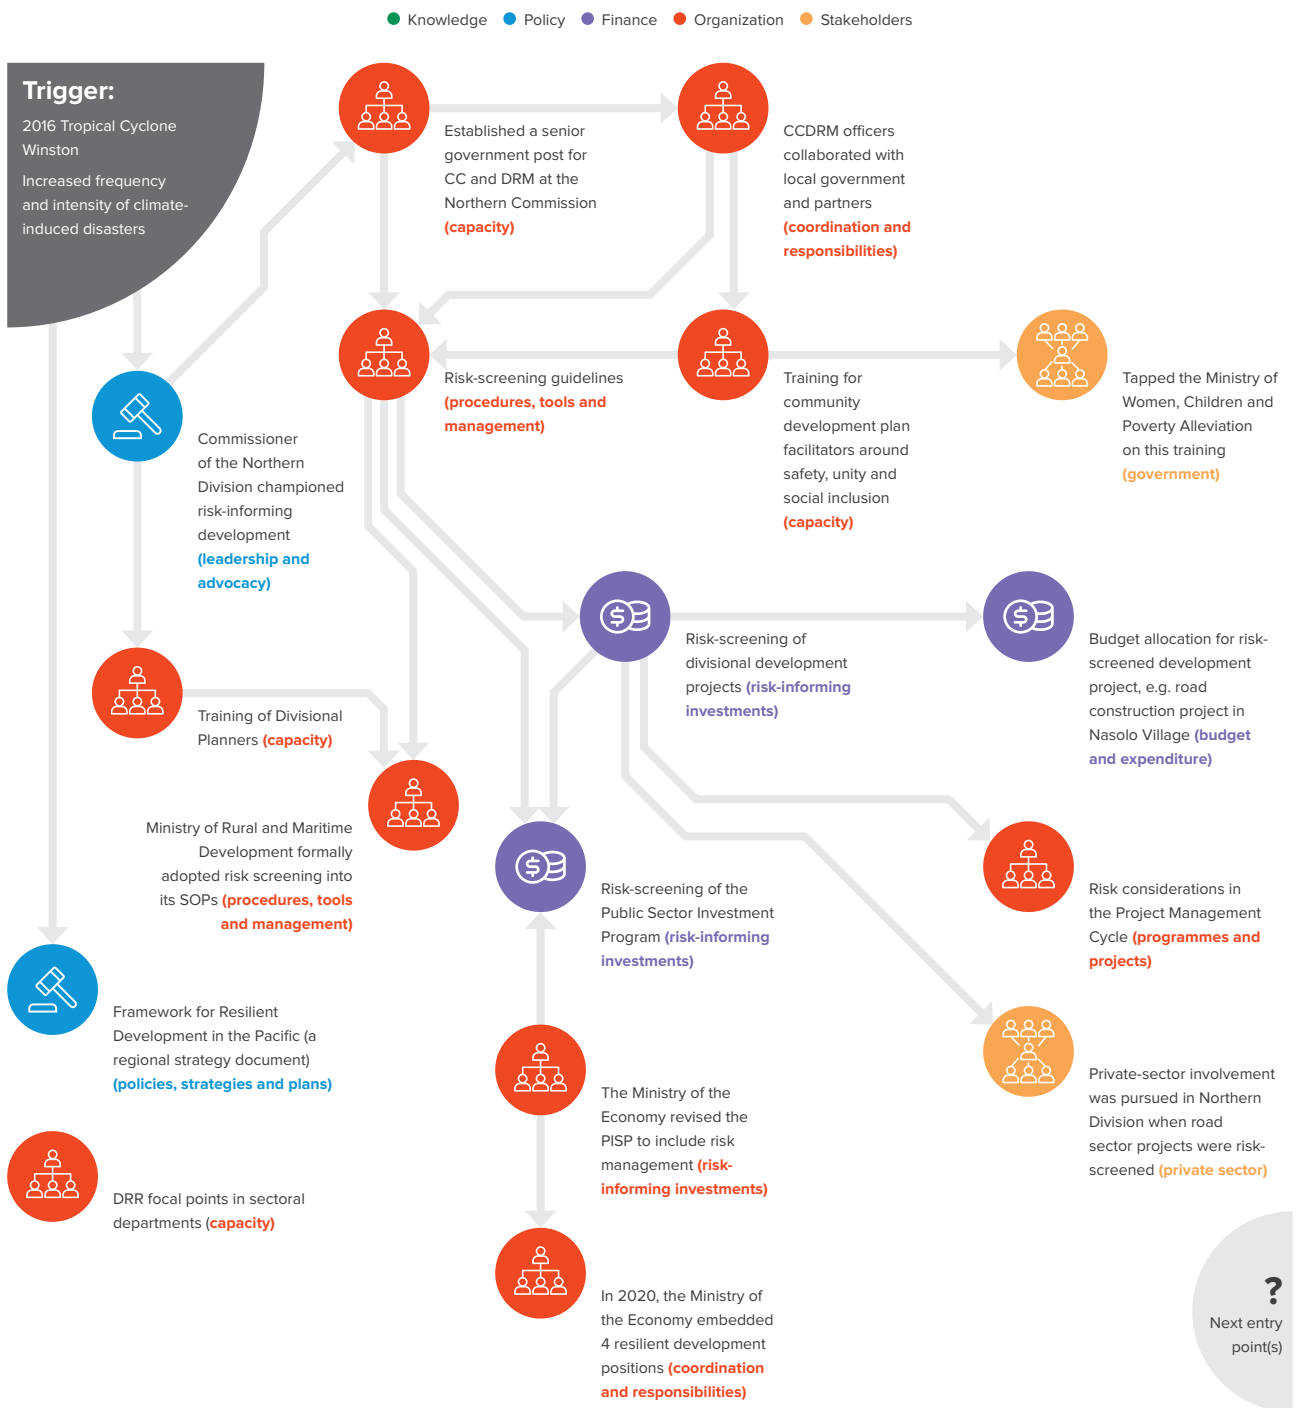 Knowledge Policy Finance Organization Stakeholders
Trigger:
2016 Tropical Cyclone
Winston
Increased frequency
and intensity of climate-
induced disasters
Established a senior
government post for
CC and DRM at the
Northern Commission
(capacity)
CCDRM officers
collaborated with
local government
and partners
(coordination and
responsibilities)
Risk-screening guidelines
(procedures, tools and
management)
Training for
community
development plan
facilitators around
safety, unity and
social inclusion
(capacity)
Tapped the Ministry of
Women, Children and
Poverty Alleviation
on this training
(government)
Commissioner
of the Northern
Division championed
risk-informing
development
(leadership and
advocacy)
Risk-screening of
divisional development
projects (risk-informing
investments)
Budget allocation for risk-
screened development
project, e.g. road
construction project in
Nasolo Village (budget
and expenditure)
Training of Divisional
Planners (capacity)
Ministry of Rural and Maritime
Development formally
adopted risk screening into
its SOPs (procedures, tools
and management)
Risk-screening of the
Public Sector Investment
Program (risk-informing
investments)
Risk considerations in
the Project Management
Cycle (programmes and
projects)
Framework for Resilient
Development in the Pacific (a
regional strategy document)
(policies, strategies and plans)
The Ministry of the
Economy revised the
PISP to include risk
management (risk-
informing investments)
Private-sector involvement
was pursued in Northern
Division when road
sector projects were risk-
screened (private sector)
DRR focal points in sectoral
departments (capacity)
In 2020, the Ministry of
the Economy embedded
4 resilient development
positions (coordination
and responsibilities)
?
Next entry
point(s)